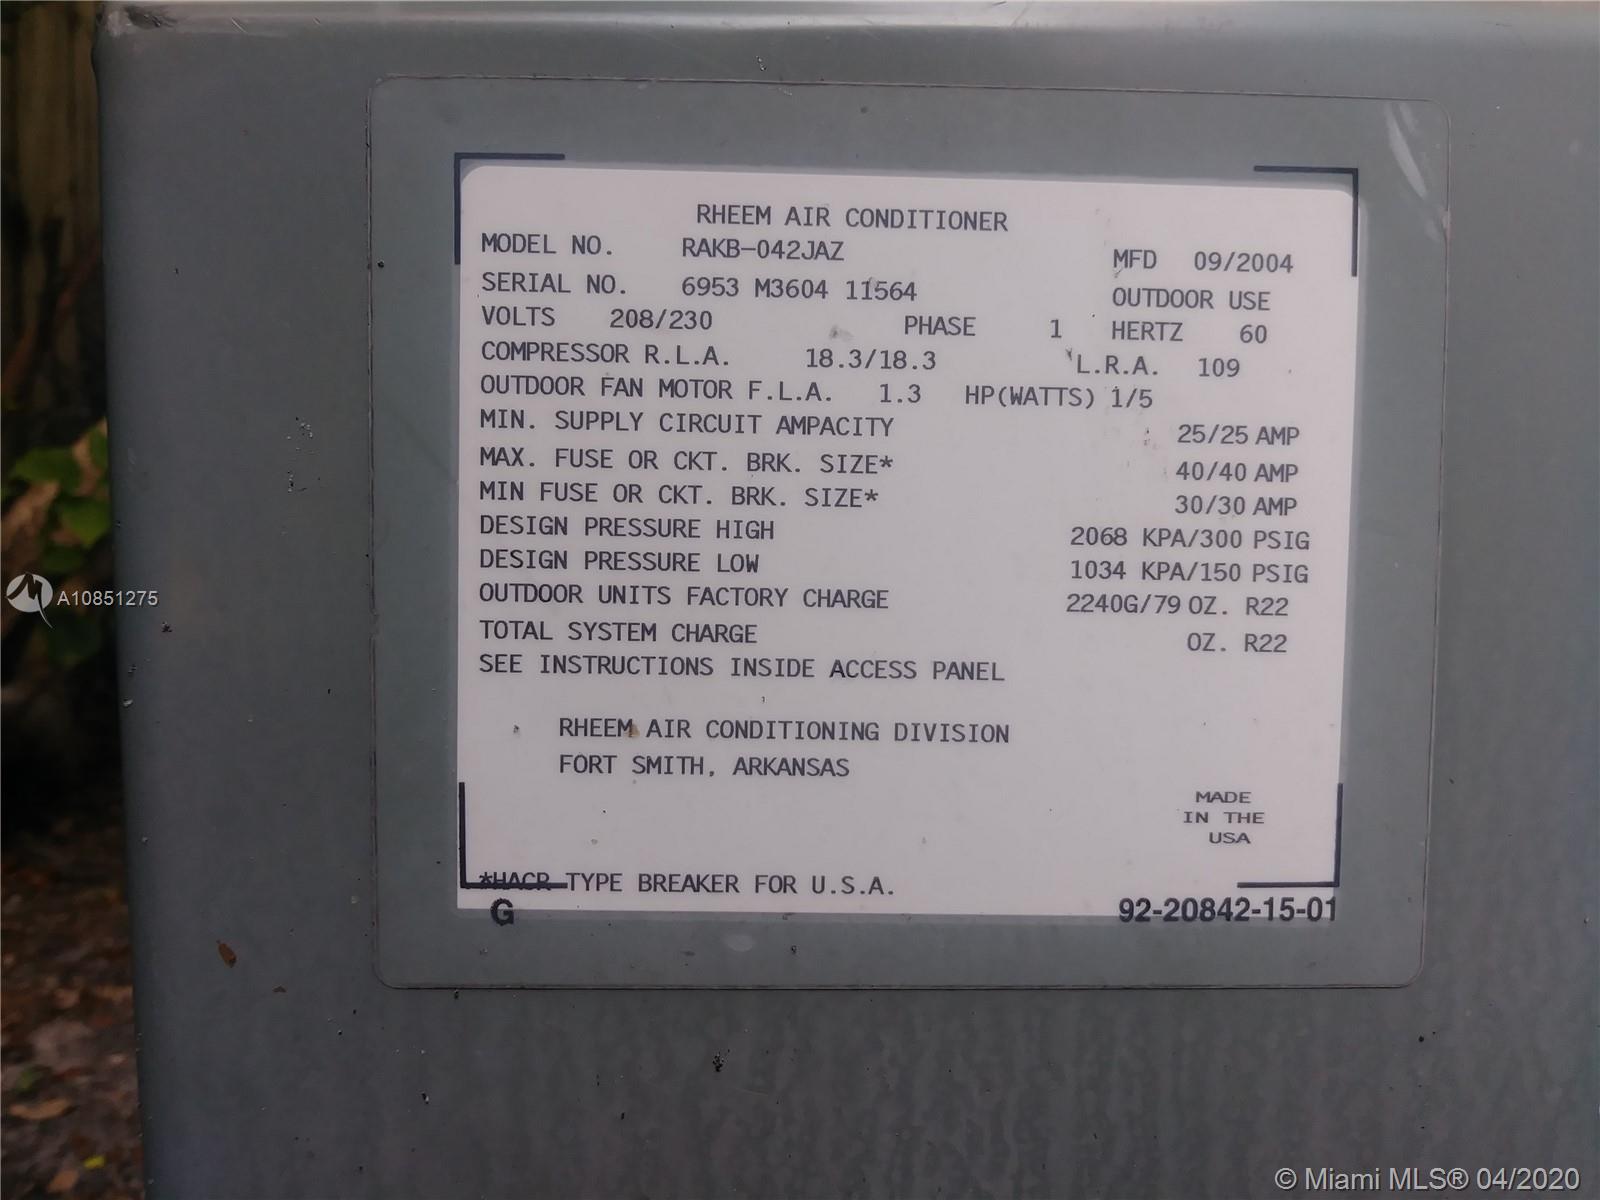 RHEEM AIR CONDITIONER
MODEL NO. RAKB-042JAZ MFD 09/2004
SERIAL NO. 6953 M3604 11564 OUTDOOR USE
VOLTS 208/230 PHASE 1 HERTZ 60
COMPRESSOR R.L.A. 18.3/18.3 L.R.A. 109
OUTDOOR FAN MOTOR F.L.A. 1.3 HP(WATTS) 1/5
MIN. SUPPLY CIRCUIT AMPACITY 25/25 AMP
MAX. FUSE OR CKT. BRK. SIZE* 40/40 AMP
MIN FUSE OR CKT. BRK. SIZE* 30/30 AMP
DESIGN PRESSURE HIGH 2068 KPA/300 PSIG
DESIGN PRESSURE LOW 1034 KPA/150 PSIG
OUTDOOR UNITS FACTORY CHARGE 2240G/79 OZ. R22
TOTAL SYSTEM CHARGE OZ. R22
SEE INSTRUCTIONS INSIDE ACCESS PANEL
RHEEM AIR CONDITIONING DIVISION
FORT SMITH, ARKANSAS
MADE
IN THE
USA
*HACR TYPE BREAKER FOR U.S.A.
G 92-20842-15-01
A10851275
© Miami MLS® 04/2020